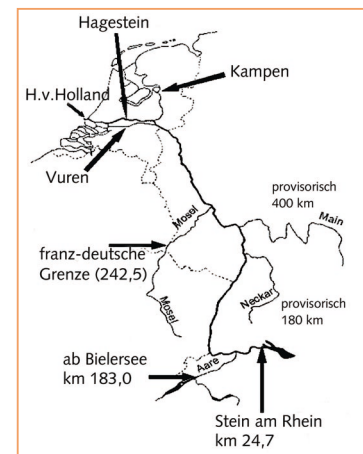 Hagestein
Kampen
H.v.Holland
Vuren
provisorisch
400 km
Mosel
Main
franz-deutsche
Grenze (242,5)
Mosel
Neckar
provisorisch
180 km
ab Bielersee
km 183,0
Aare
Stein am Rhein
km 24,7